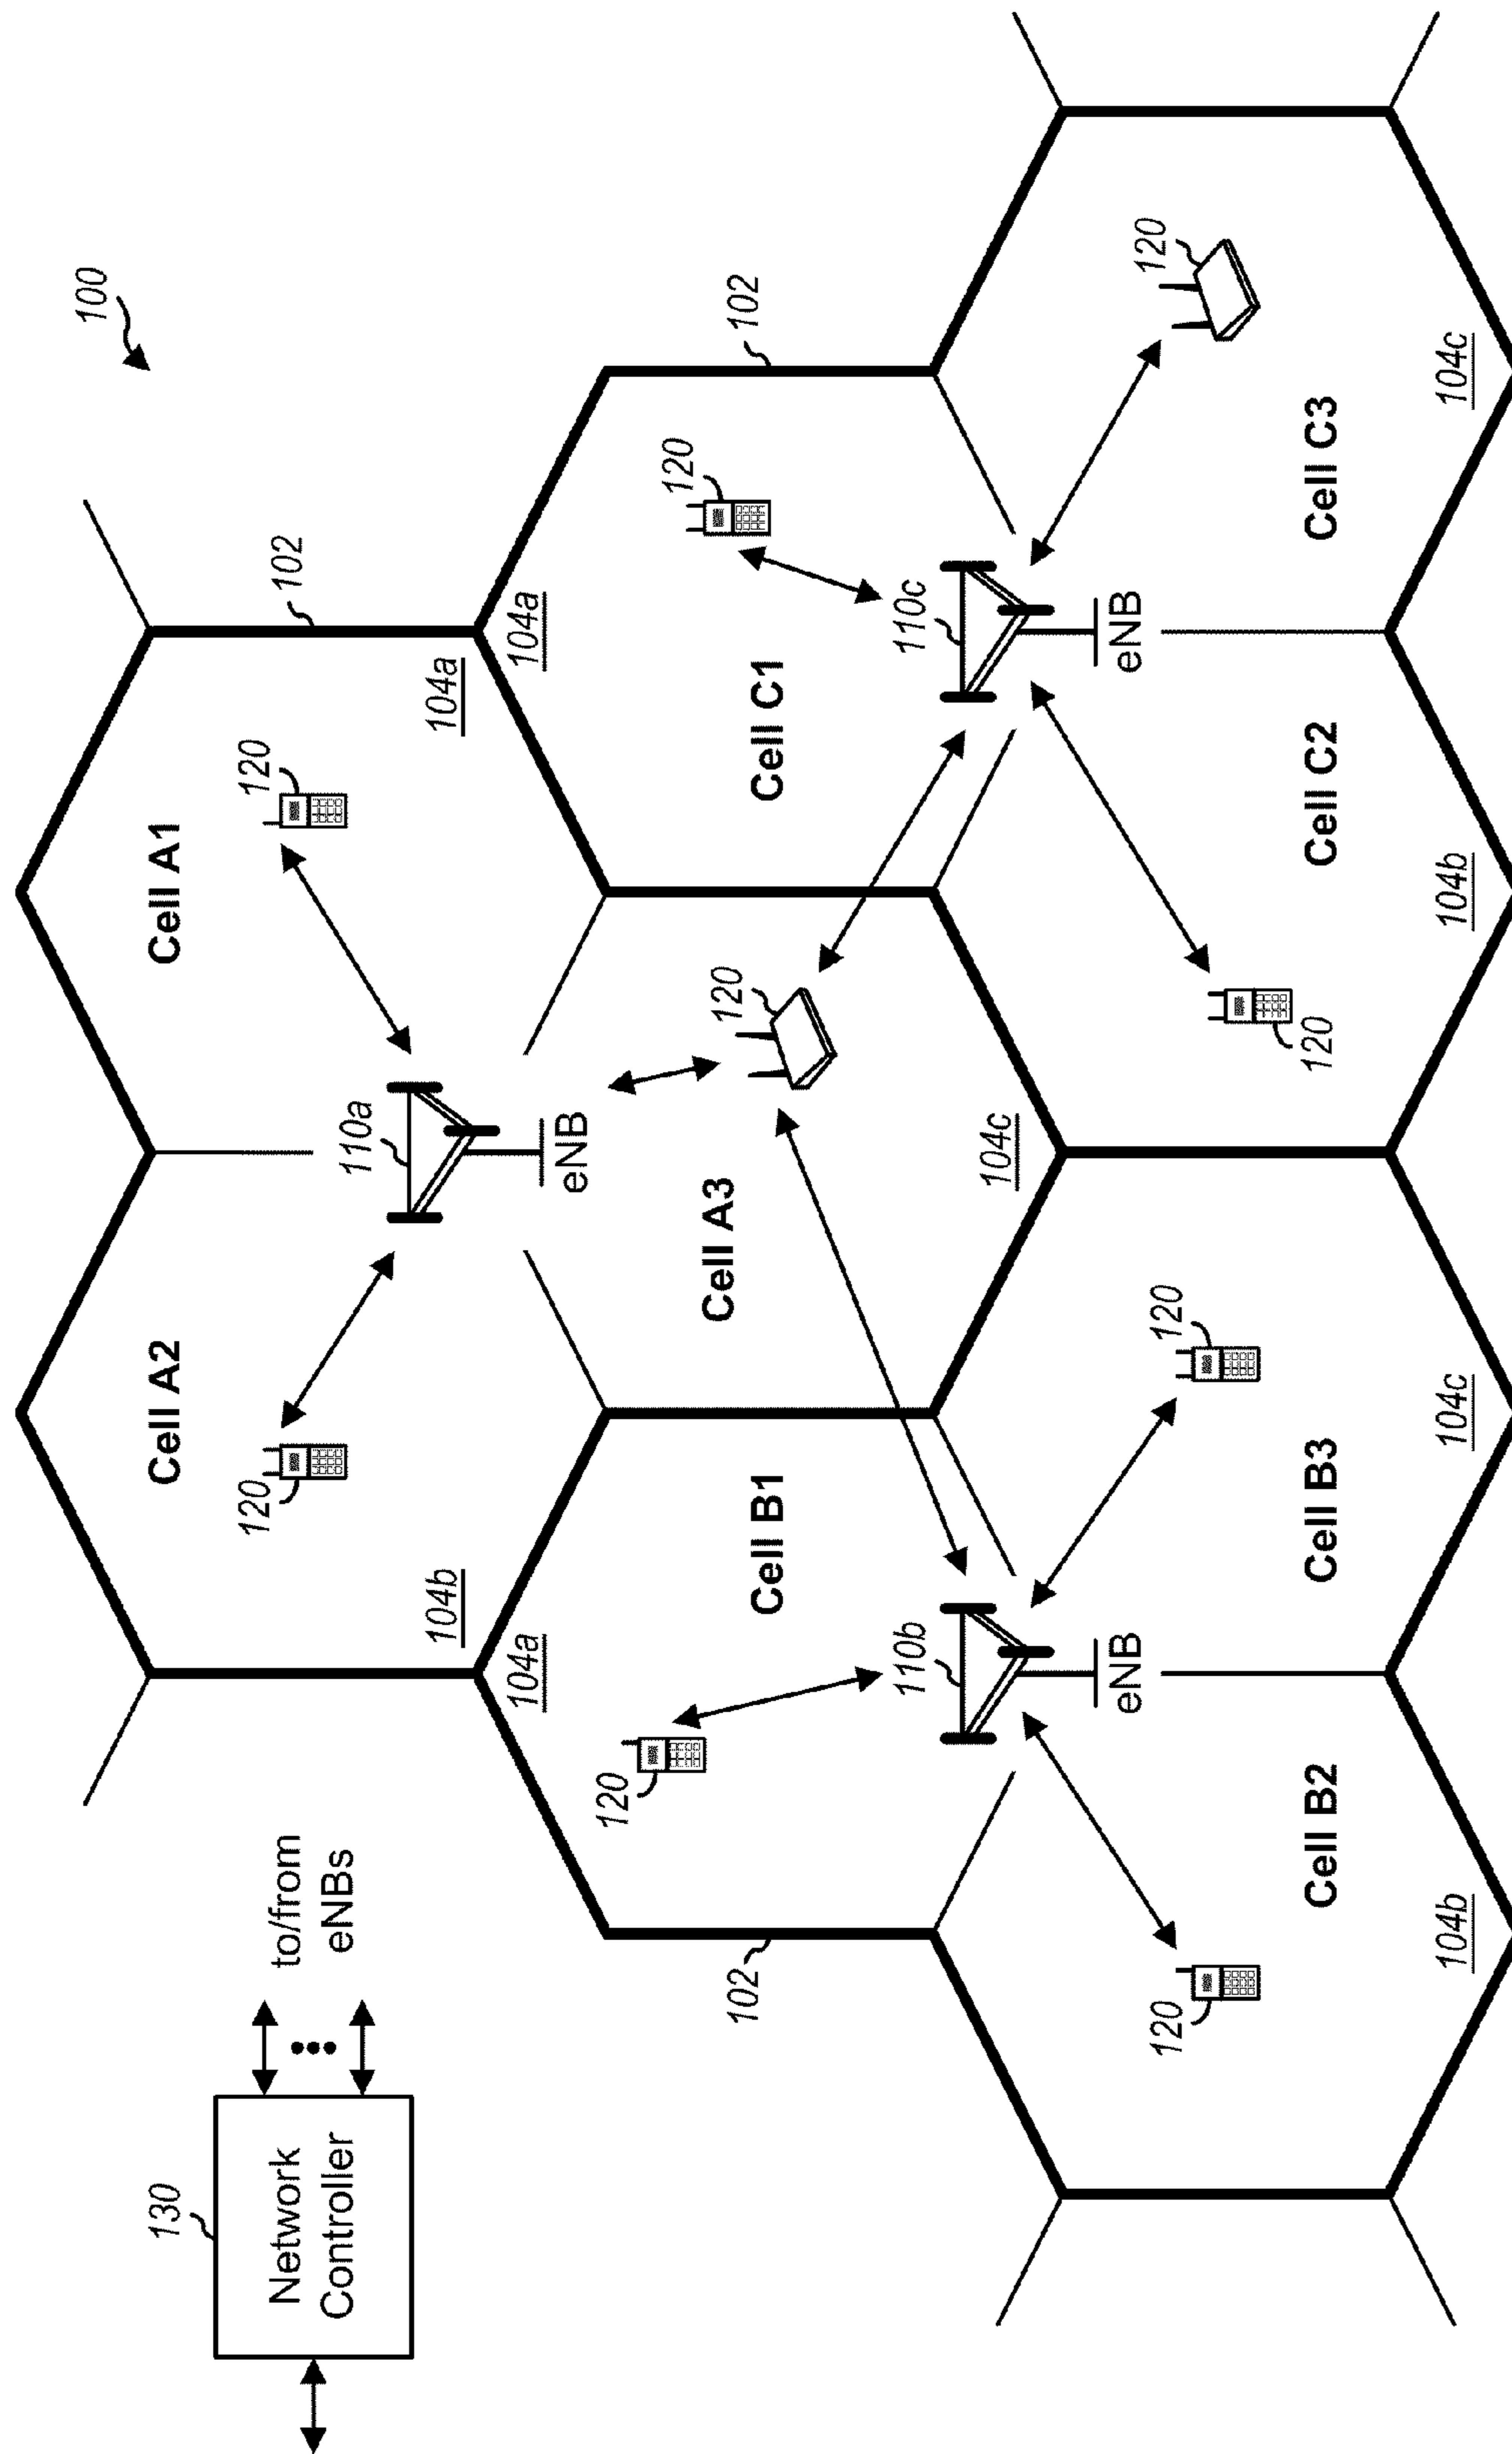 100
130
Network
Controller
to/from
eNBs
Cell A2
120
104b
110a
eNB
Cell A1
120
104a
102
120
104a
Cell B1
102
Cell A3
120
104c
104a
Cell C1
120
102
110b
eNB
120
Cell B2
104b
120
Cell B3
104c
110c
eNB
120
Cell C2
104b
120
Cell C3
104c